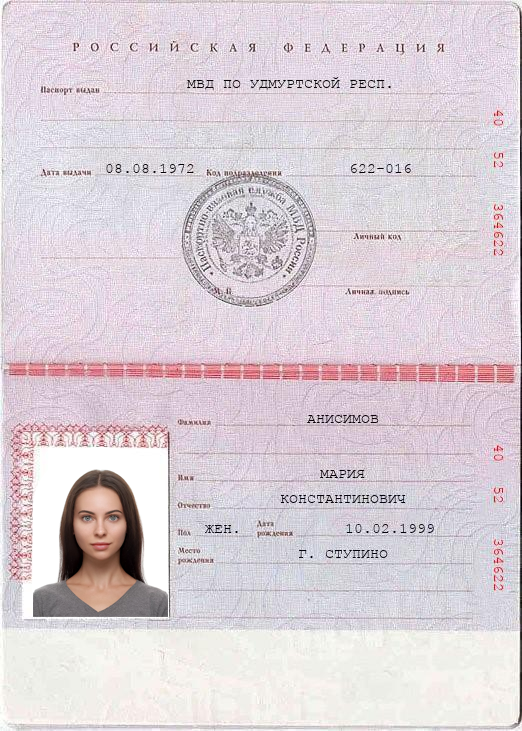 РОССИЙСКАЯ ФЕДЕРАЦИЯ
Паспорт выдан МВД ПО УДМУРТСКОЙ РЕСП.
Дата выдачи 08.08.1972 Код подразделения 622-016
40 52 364622
Паспортно-визовая служба МВД России
Личный код
М.П. Личная подпись
Фамилия АНИСИМОВ
Имя МАРИЯ
Отчество КОНСТАНТИНОВИЧ
Пол ЖЕН. Дата рождения 10.02.1999
Место рождения Г. СТУПИНО
40 52 364622